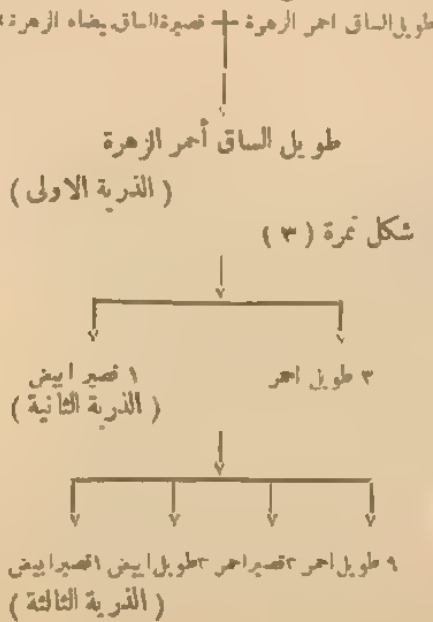 طويل الساق احمر الزهرة + قصيرة الساق بيضاء الزهرة
طويل الساق أحمر الزهرة
( الذرية الاولى )
شكل نمرة ( ٣ )
٣ طويل احمر ١ قصير ابيض
( الذرية الثانية )
٩ طويل احمر ٣ قصير احمر ٣ طويل ابيض ١ قصير ابيض
( الذرية الثالثة )